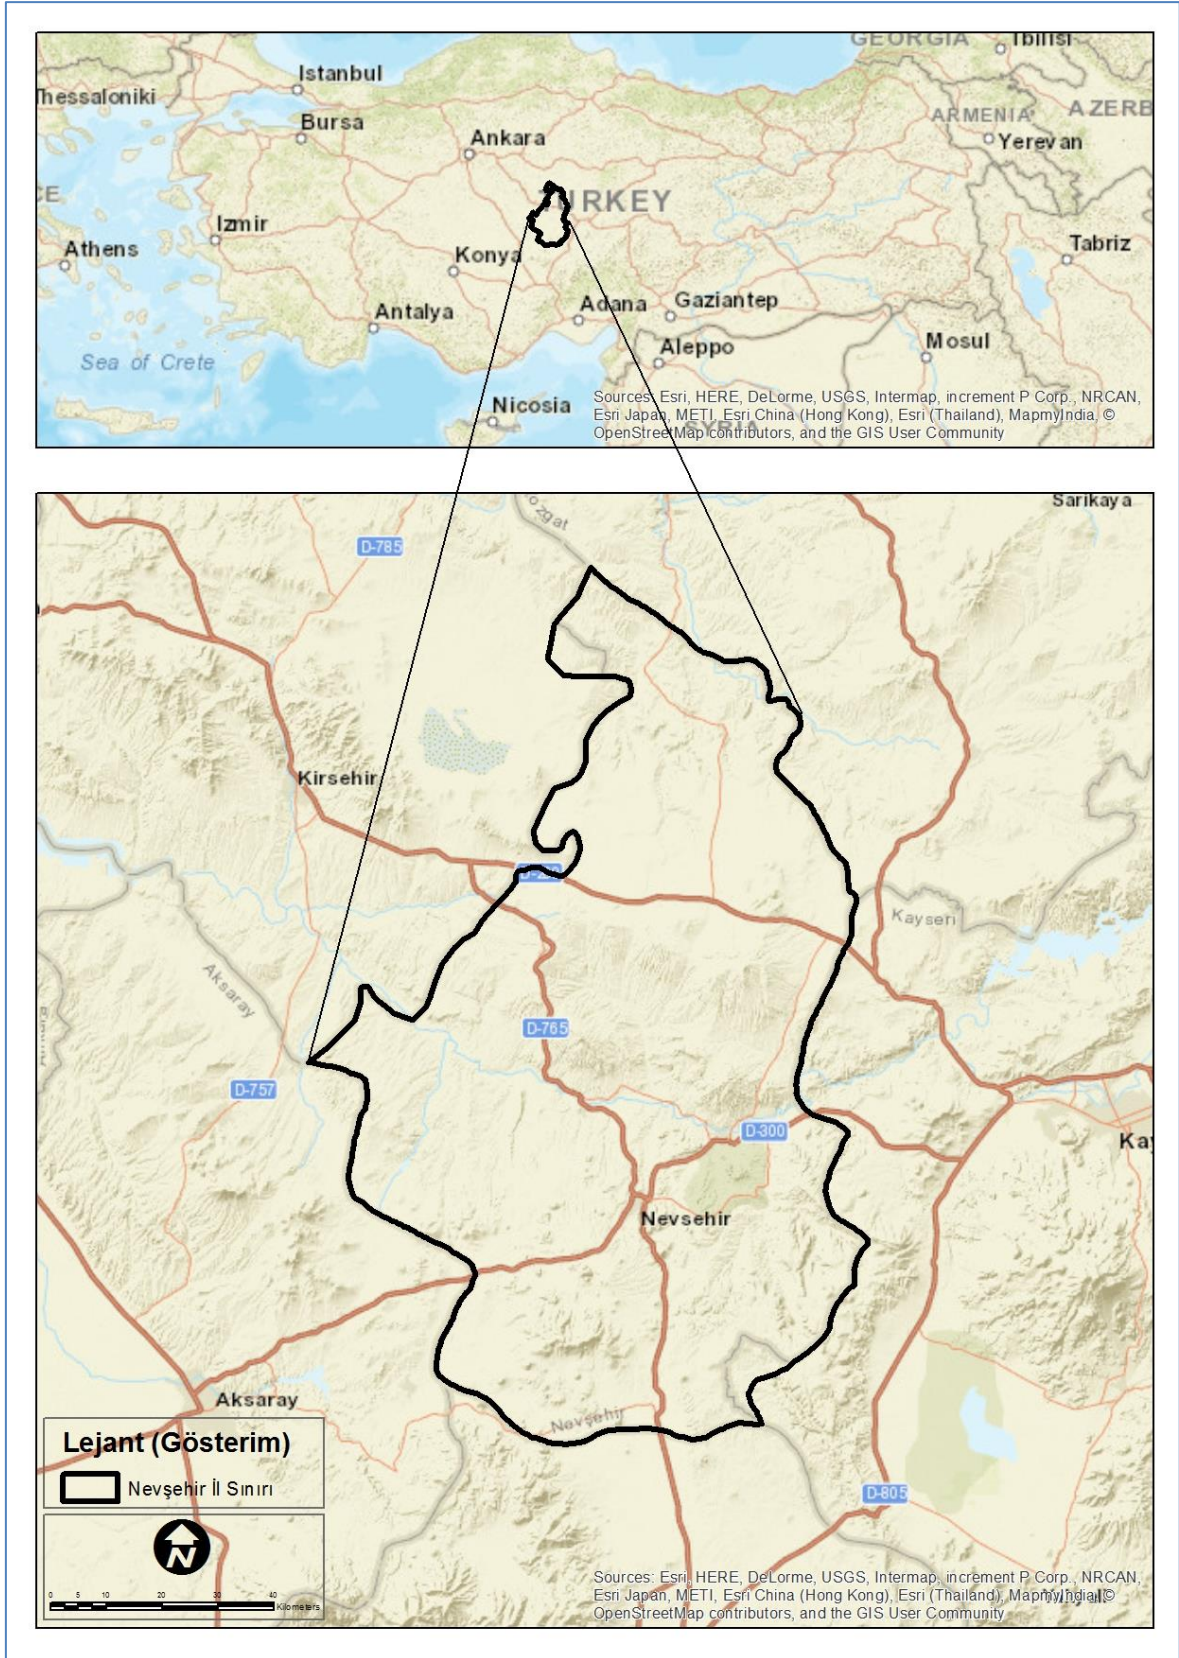 GEORGIA
Tbilisi
Istanbul
Thessaloniki
ARMENIA
AZERB
Bursa
Ankara
Yerevan
CE
TURKEY
Izmir
Athens
Konya
Tabriz
Adana
Gaziantep
Antalya
Aleppo
Mosul
Sea of Crete
Nicosia
SYRIA
Sources: Esri, HERE, DeLorme, USGS, Intermap, increment P Corp., NRCAN,
Esri Japan, METI, Esri China (Hong Kong), Esri (Thailand), MapmyIndia, ©
OpenStreetMap contributors, and the GIS User Community
Sarikaya
ozgat
D-785
Kirsehir
Kayseri
Aksaray
D-765
D-757
D-300
Kay
Nevsehir
Aksaray
Nevşehir
D-805
Lejant (Gösterim)
Nevşehir İl Sınırı
N
0 5 10 20 30 40
Kilometers
Sources: Esri, HERE, DeLorme, USGS, Intermap, increment P Corp., NRCAN,
Esri Japan, METI, Esri China (Hong Kong), Esri (Thailand), MapmyIndia, ©
OpenStreetMap contributors, and the GIS User Community